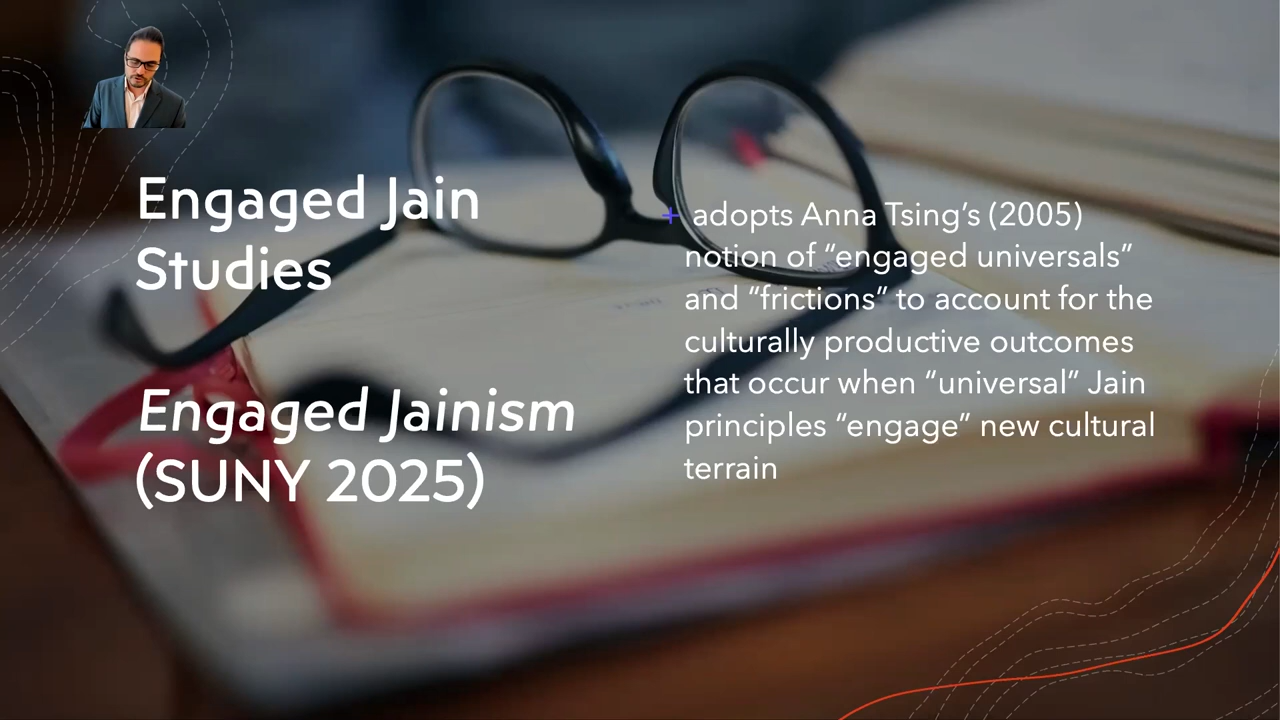 Engaged Jain
Studies
Engaged Jainism
(SUNY 2025)
+ adopts Anna Tsing’s (2005)
notion of “engaged universals”
and “frictions” to account for the
culturally productive outcomes
that occur when “universal” Jain
principles “engage” new cultural
terrain